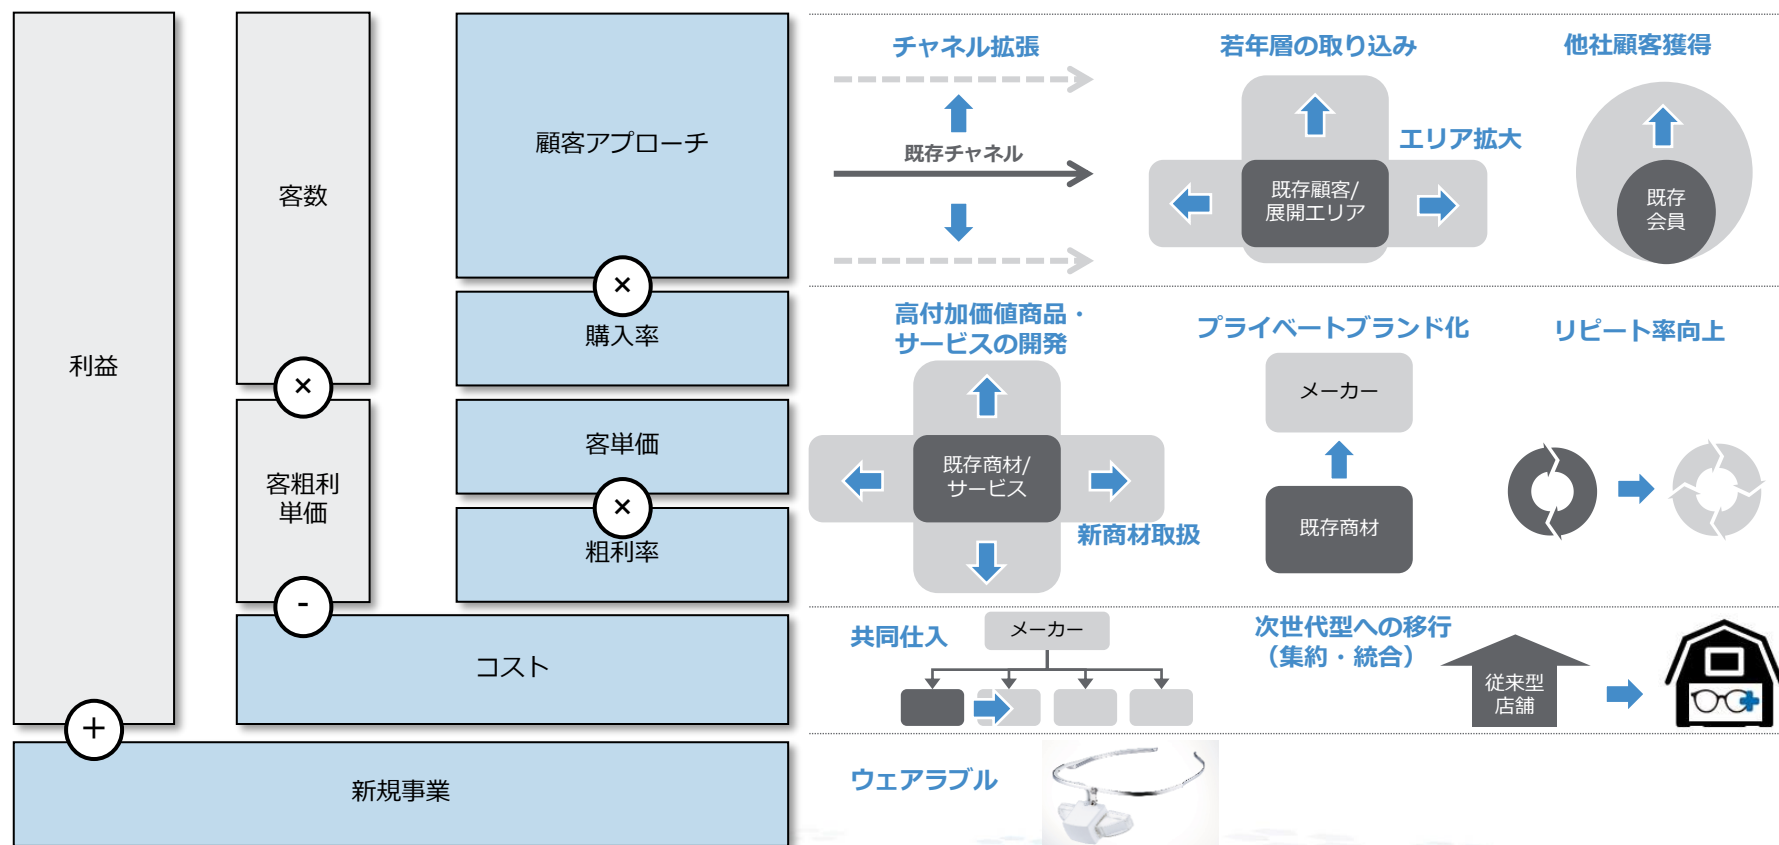 利益
+
客数
×
客粗利
単価
-
顧客アプローチ
×
購入率
客単価
×
粗利率
コスト
新規事業
チャネル拡張
既存チャネル
若年層の取り込み
エリア拡大
既存顧客/
展開エリア
他社顧客獲得
既存
会員
高付加価値商品・
サービスの開発
既存商材/
サービス
新商材取扱
プライベートブランド化
メーカー
既存商材
リピート率向上
共同仕入
メーカー
次世代型への移行
（集約・統合）
従来型
店舗
ウェアラブル